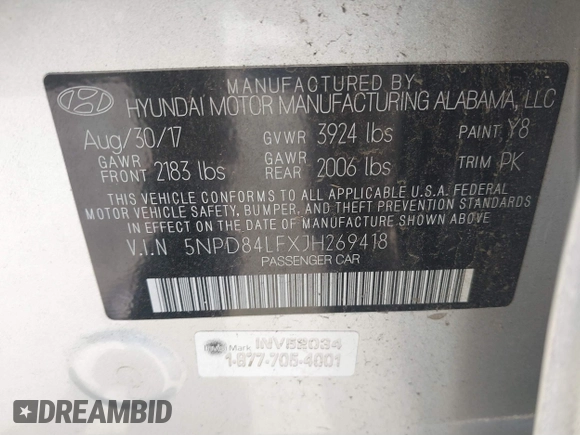 MANUFACTURED BY
HYUNDAI MOTOR MANUFACTURING ALABAMA, LLC
Aug/30/17 GVWR 3924 lbs PAINT Y8
GAWR FRONT 2183 lbs GAWR REAR 2006 lbs TRIM PK
THIS VEHICLE CONFORMS TO ALL APPLICABLE U.S.A. FEDERAL
MOTOR VEHICLE SAFETY, BUMPER, AND THEFT PREVENTION STANDARDS
IN EFFECT ON THE DATE OF MANUFACTURE SHOWN ABOVE.
V.I.N 5NPD84LFXJH269418
PASSENGER CAR
Mark INV52034
1-877-705-4001
DREAMBID